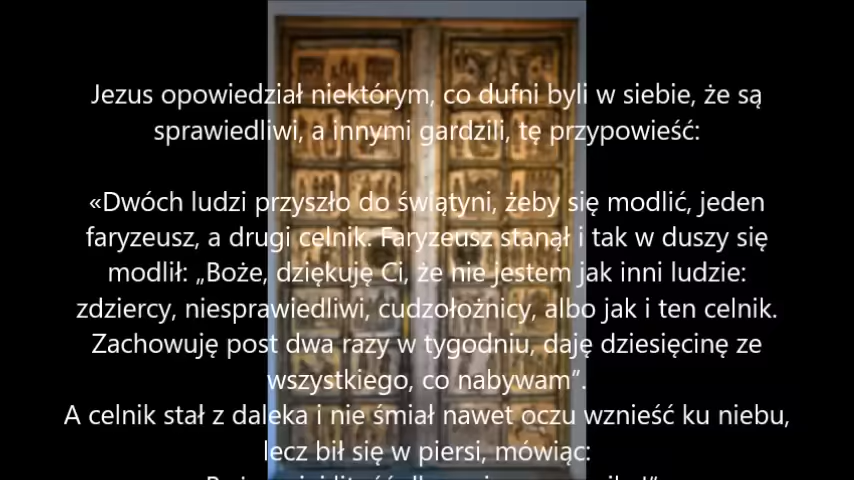 Jezus opowiedział niektórym, co dufni byli w siebie, że są
sprawiedliwi, a innymi gardzili, tę przypowieść:
«Dwóch ludzi przyszło do świątyni, żeby się modlić, jeden
faryzeusz, a drugi celnik. Faryzeusz stanął i tak w duszy się
modlił: „Boże, dziękuję Ci, że nie jestem jak inni ludzie:
zdziercy, niesprawiedliwi, cudzołożnicy, albo jak i ten celnik.
Zachowuję post dwa razy w tygodniu, daję dziesięcinę ze
wszystkiego, co nabywam”.
A celnik stał z daleka i nie śmiał nawet oczu wznieść ku niebu,
lecz bił się w piersi, mówiąc: